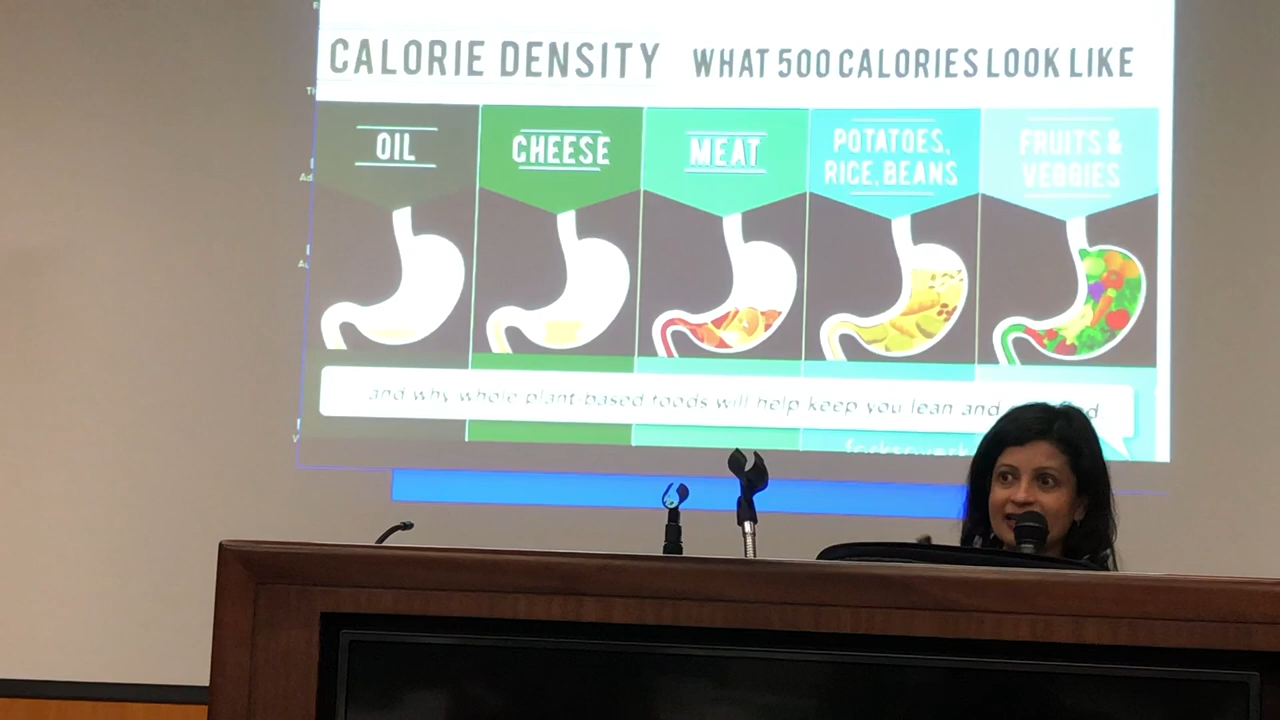 CALORIE DENSITY WHAT 500 CALORIES LOOK LIKE
OIL
CHEESE
MEAT
POTATOES,
RICE, BEANS
FRUITS &
VEGGIES
and why whole plant-based foods will help keep you lean and